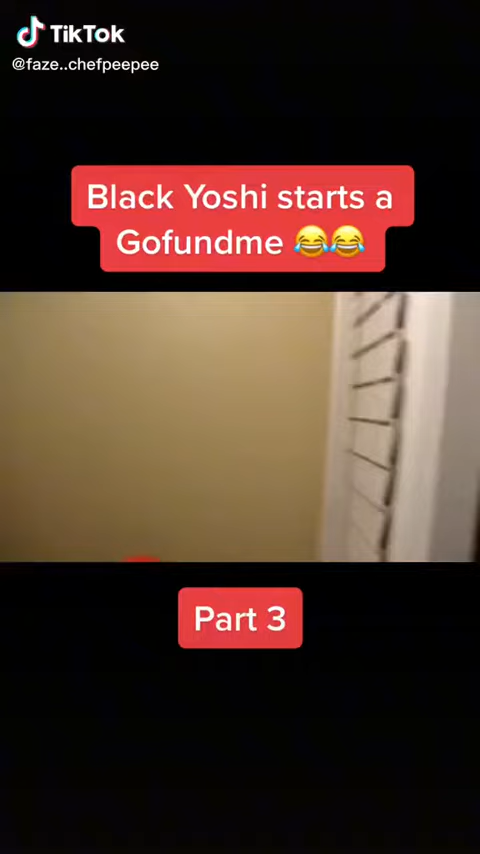 TikTok
@faze..chefpeepee
Black Yoshi starts a
Gofundme 😂😂
Part 3